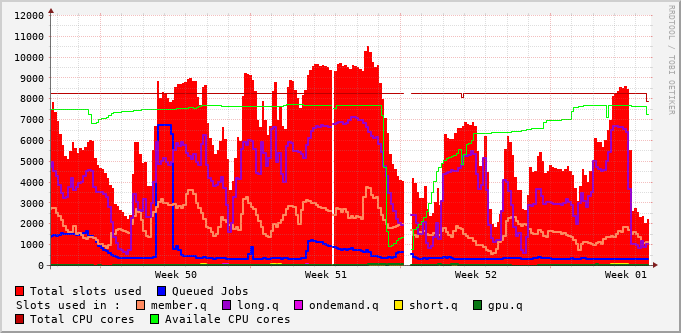 12000
11000
10000
9000
8000
7000
6000
5000
4000
3000
2000
1000
0
Week 50 Week 51 Week 52 Week 01
Total slots used Queued Jobs
Slots used in : member.q long.q ondemand.q short.q gpu.q
Total CPU cores Availale CPU cores
RRDTOOL / TOBI OETIKER